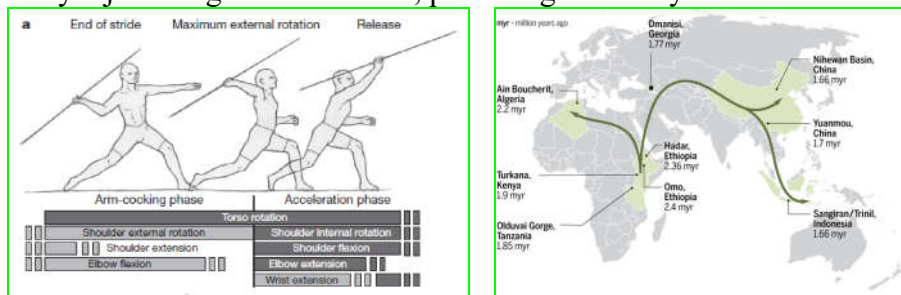 a End of stride Maximum external rotation Release
Arm-cocking phase Acceleration phase
Torso rotation
Shoulder external rotation Shoulder internal rotation
Shoulder extension Shoulder flexion
Elbow flexion Elbow extension
Wrist extension
myr - million years ago
Dmanisi,
Georgia
1.77 myr
Nihewan Basin,
China
1.66 myr
Ain Boucherit,
Algeria
2.2 myr
Yuanmou,
China
1.7 myr
Hadar,
Ethiopia
2.36 myr
Turkana,
Kenya
1.9 myr
Omo,
Ethiopia
2.4 myr
Sangiran/Trinil,
Indonesia
1.66 myr
Olduvai Gorge,
Tanzania
1.85 myr